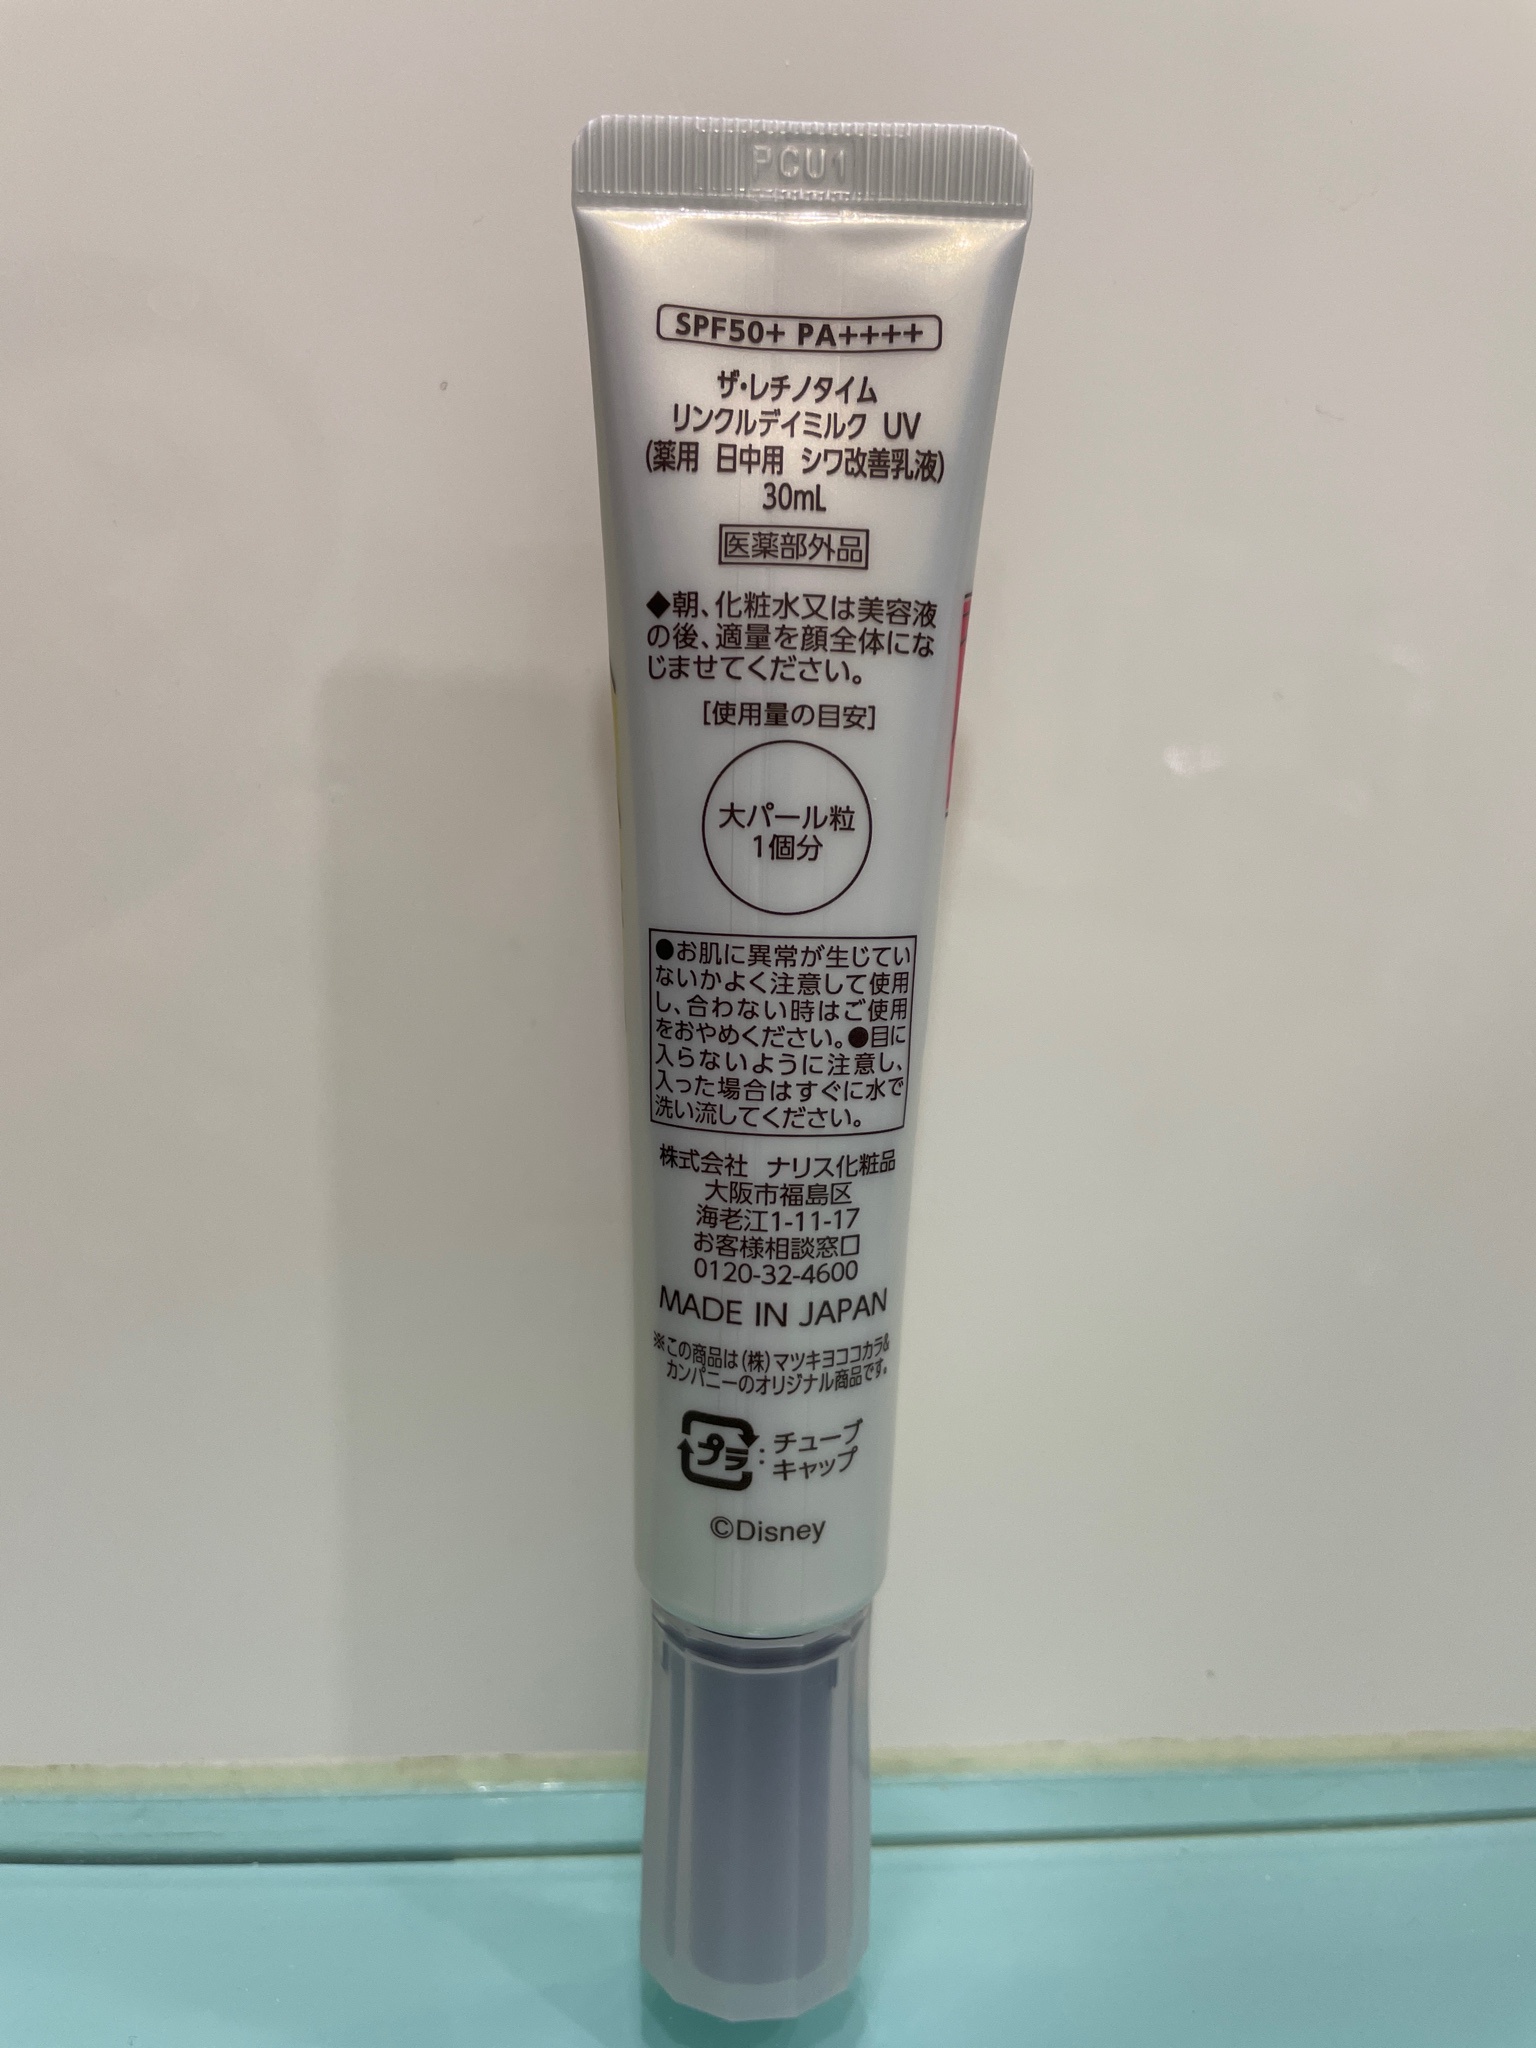 PCU1
SPF50+ PA++++
ザ・レチノタイム
リンクルデイミルク UV
(薬用 日中用 シワ改善乳液)
30mL
医薬部外品
◆朝、化粧水又は美容液
の後、適量を顔全体にな
じませてください。
[使用量の目安]
大パール粒
1個分
●お肌に異常が生じてい
ないかよく注意して使用
し、合わない時はご使用
をおやめください。●目に
入らないように注意し、
入った場合はすぐに水で
洗い流してください。
株式会社 ナリス化粧品
大阪市福島区
海老江1-11-17
お客様相談窓口
0120-32-4600
MADE IN JAPAN
※この商品は(株)マツキヨココカラ&
カンパニーのオリジナル商品です。
プラ : チューブ
キャップ
©Disney